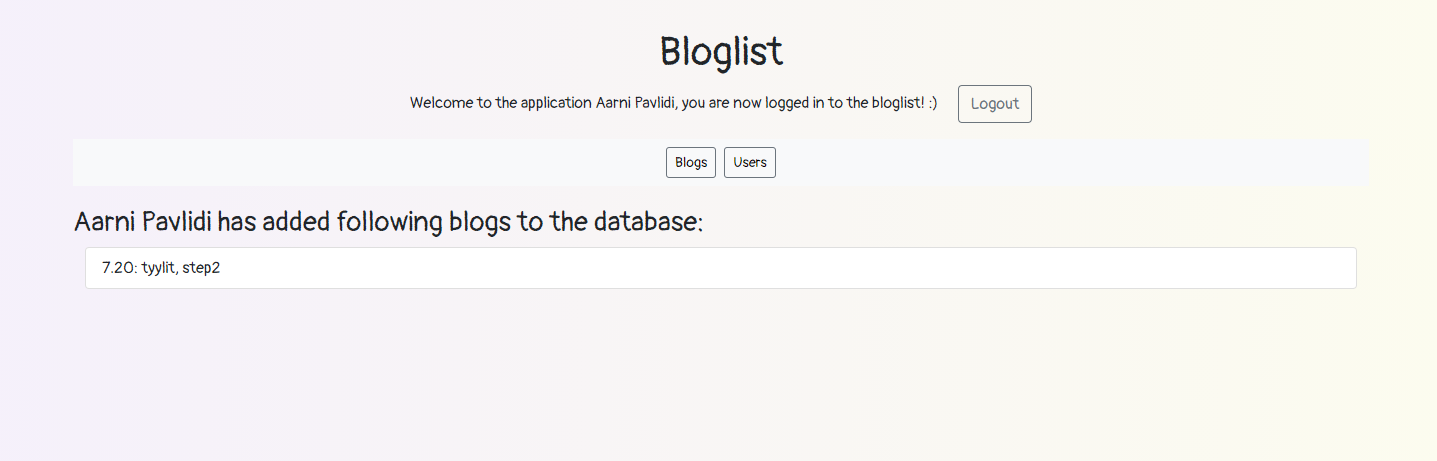 Bloglist
Welcome to the application Aarni Pavlidi, you are now logged in to the bloglist! :) Logout
Blogs Users
Aarni Pavlidi has added following blogs to the database:
7.20: tyylit, step2